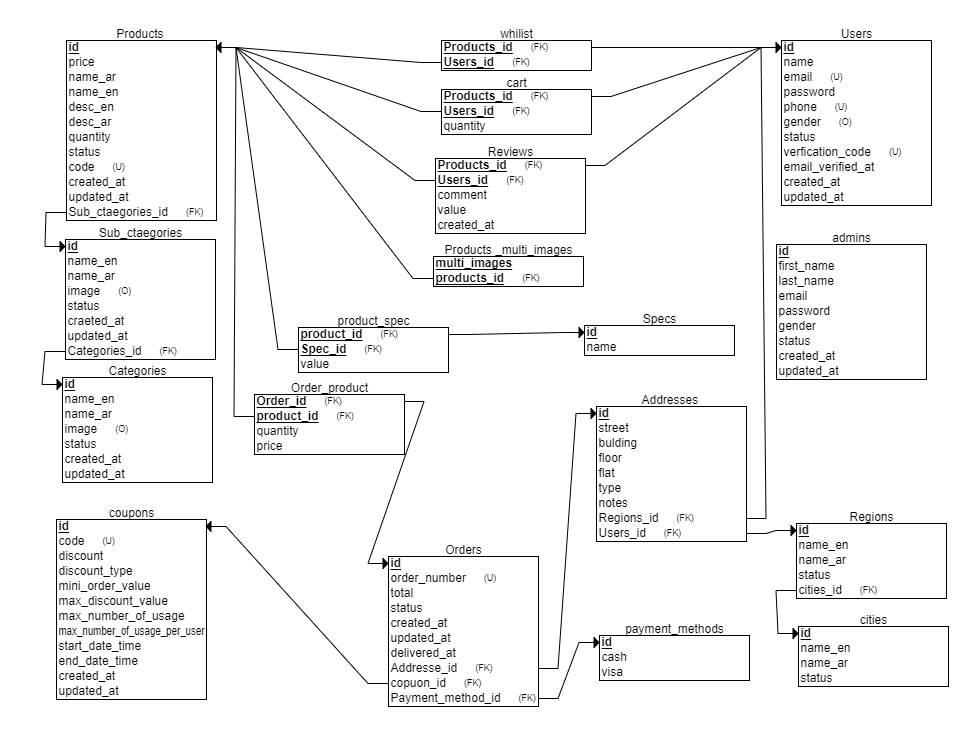 Products
id
price
name_ar
name_en
desc_en
desc_ar
quantity
status
code (U)
created_at
updated_at
Sub_ctaegories_id (FK)
Sub_ctaegories
id
name_en
name_ar
image (O)
status
craeted_at
updated_at
Categories_id (FK)
Categories
id
name_en
name_ar
image (O)
status
created_at
updated_at
coupons
id
code (U)
discount
discount_type
mini_order_value
max_discount_value
max_number_of_usage
max_number_of_usage_per_user
start_date_time
end_date_time
created_at
updated_at
whilist
Products_id (FK)
Users_id (FK)
cart
Products_id (FK)
Users_id (FK)
quantity
Reviews
Products_id (FK)
Users_id (FK)
comment
value
created_at
Products _multi_images
multi_images
products_id (FK)
product_spec
product_id (FK)
Spec_id (FK)
value
Order_product
Order_id (FK)
product_id (FK)
quantity
price
Orders
id
order_number (U)
total
status
created_at
updated_at
delivered_at
Addresse_id (FK)
copuon_id (FK)
Payment_method_id (FK)
Specs
id
name
Addresses
id
street
bulding
floor
flat
type
notes
Regions_id (FK)
Users_id (FK)
payment_methods
id
cash
visa
Users
id
name
email (U)
password
phone (U)
gender (O)
status
verfication_code (U)
email_verified_at
created_at
updated_at
admins
id
first_name
last_name
email
password
gender
status
created_at
updated_at
Regions
id
name_en
name_ar
status
cities_id (FK)
cities
id
name_en
name_ar
status